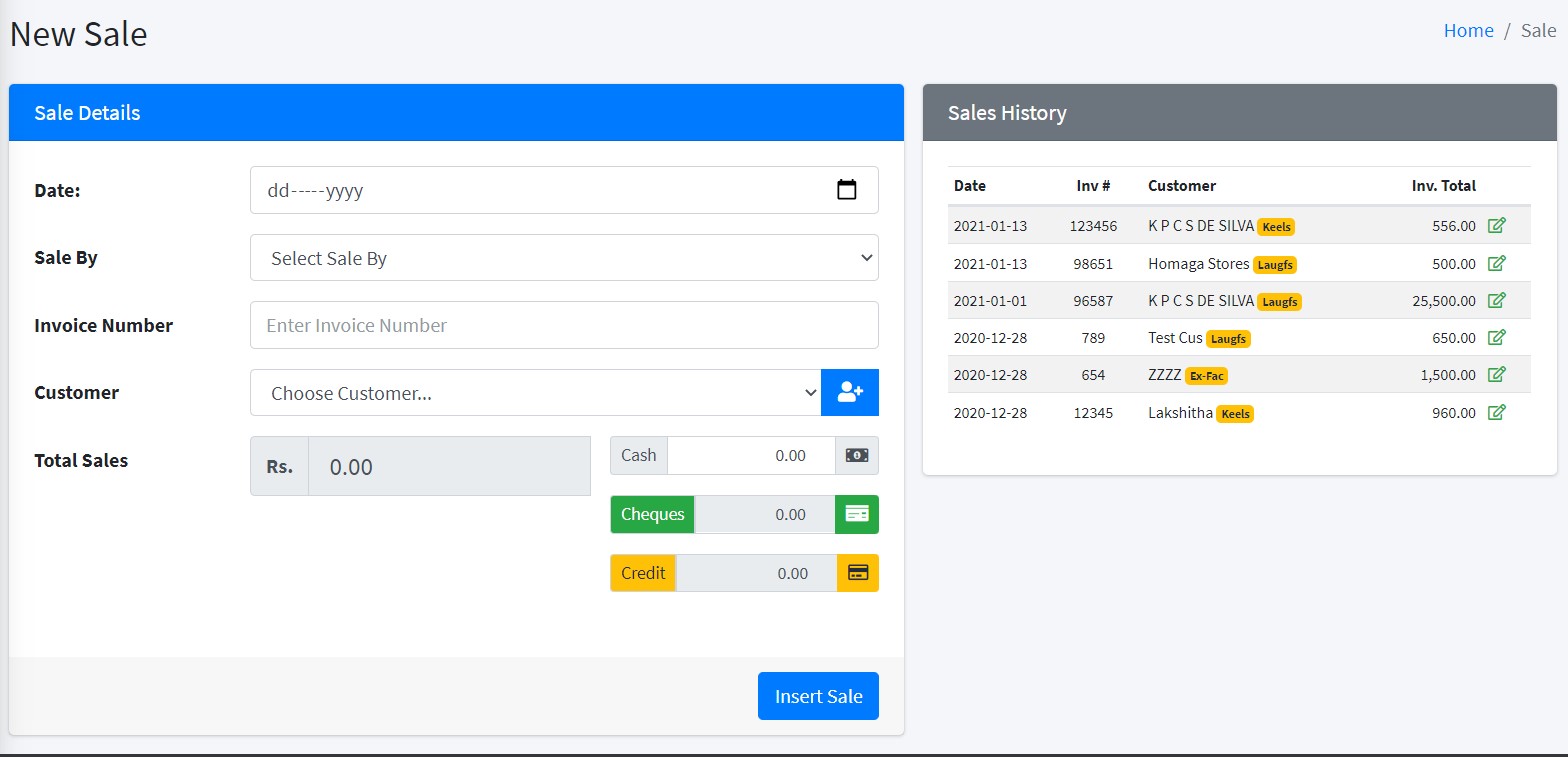 New Sale
Home / Sale
Sale Details
Date: dd-----yyyy
Sale By Select Sale By
Invoice Number Enter Invoice Number
Customer Choose Customer...
Total Sales Rs. 0.00 Cash 0.00
Cheques 0.00
Credit 0.00
Insert Sale
Sales History
Date Inv # Customer Inv. Total
2021-01-13 123456 K P C S DE SILVA Keels 556.00
2021-01-13 98651 Homaga Stores Laugfs 500.00
2021-01-01 96587 K P C S DE SILVA Laugfs 25,500.00
2020-12-28 789 Test Cus Laugfs 650.00
2020-12-28 654 ZZZZ Ex-Fac 1,500.00
2020-12-28 12345 Lakshitha Keels 960.00